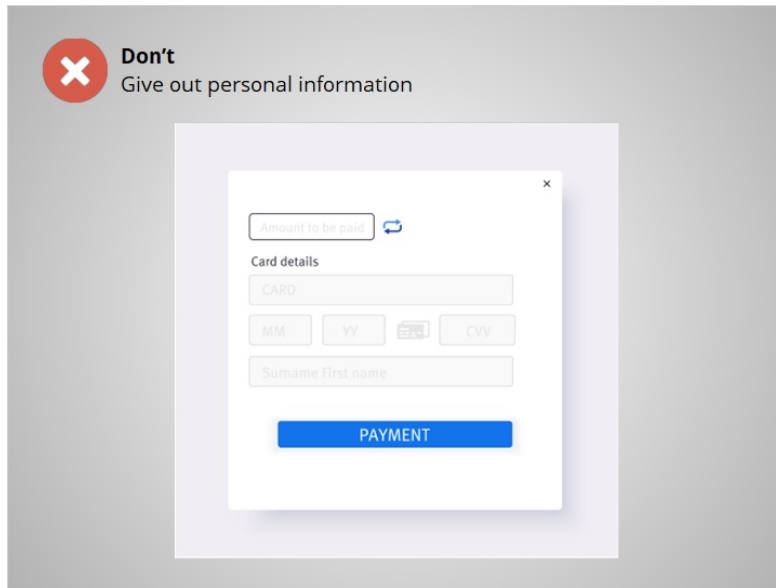 Don't
Give out personal information
×
Amount to be paid
Card details
CARD
MM YY CVV
Surname First name
PAYMENT